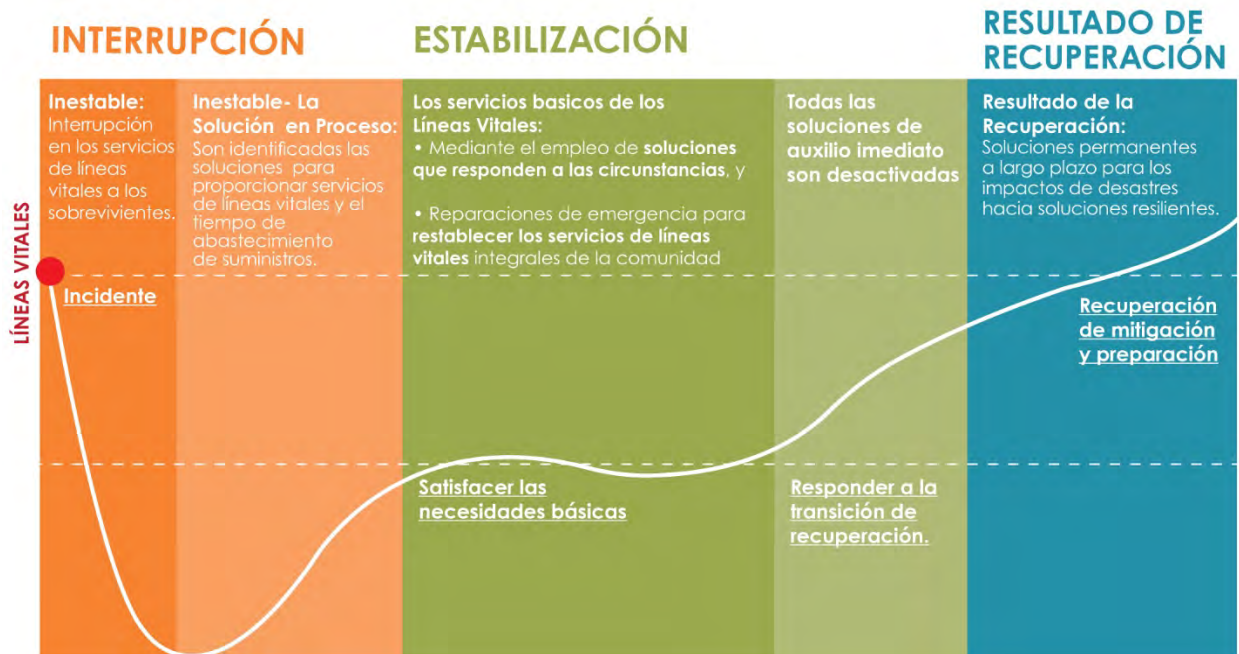 INTERRUPCIÓN
ESTABILIZACIÓN
RESULTADO DE
RECUPERACIÓN
LÍNEAS VITALES
Inestable:
Interrupción
en los servicios
de líneas
vitales a los
sobrevivientes.
Inestable- La
Solución en Proceso:
Son identificadas las
soluciones para
proporcionar servicios
de líneas vitales y el
tiempo de
abastecimiento
de suministros.
Los servicios basicos de los
Líneas Vitales:
• Mediante el empleo de soluciones
que responden a las circunstancias, y
• Reparaciones de emergencia para
restablecer los servicios de líneas
vitales integrales de la comunidad
Todas las
soluciones de
auxilio imediato
son desactivadas
Resultado de la
Recuperación:
Soluciones permanentes
a largo plazo para los
impactos de desastres
hacia soluciones resilientes.
Incidente
Satisfacer las
necesidades básicas
Responder a la
transición de
recuperación.
Recuperación
de mitigación
y preparación